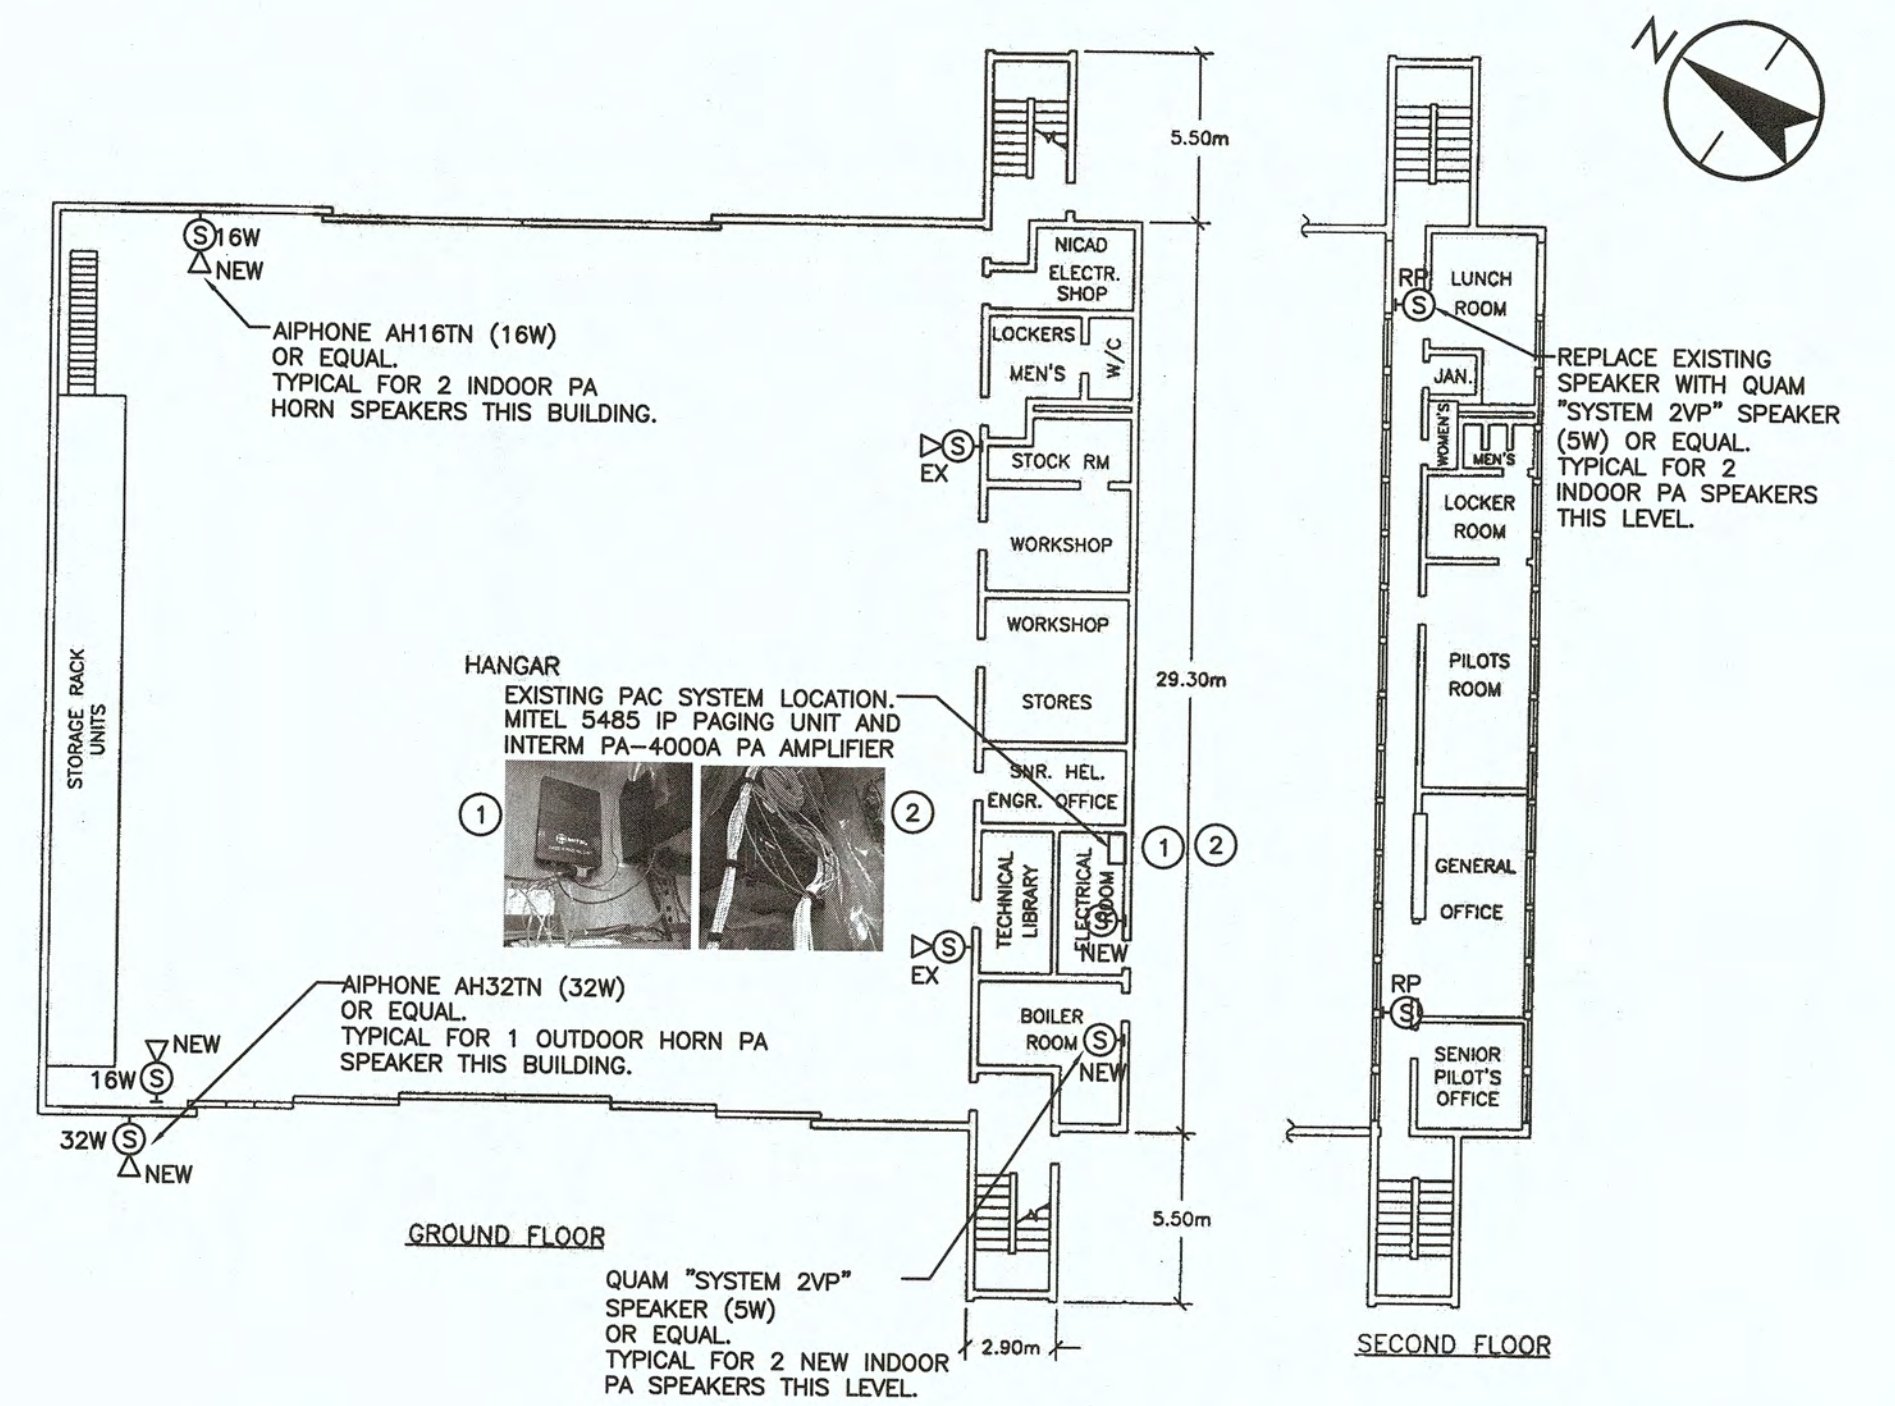 N
5.50m
S 16W
NEW
AIPHONE AH16TN (16W)
OR EQUAL.
TYPICAL FOR 2 INDOOR PA
HORN SPEAKERS THIS BUILDING.
NICAD
ELECTR.
SHOP
LOCKERS
MEN'S
W/C
S
EX
STOCK RM
WORKSHOP
WORKSHOP
STORES
29.30m
STORAGE RACK
UNITS
HANGAR
EXISTING PAC SYSTEM LOCATION.
MITEL 5485 IP PAGING UNIT AND
INTERM PA-4000A PA AMPLIFIER
1
MITEL
2
SNR. HEL.
ENGR. OFFICE
1
2
TECHNICAL
LIBRARY
ELECTRICAL
ROOM
S
NEW
S
EX
AIPHONE AH32TN (32W)
OR EQUAL.
TYPICAL FOR 1 OUTDOOR HORN PA
SPEAKER THIS BUILDING.
NEW
16W S
32W S
NEW
BOILER
ROOM S
NEW
5.50m
GROUND FLOOR
QUAM "SYSTEM 2VP"
SPEAKER (5W)
OR EQUAL.
TYPICAL FOR 2 NEW INDOOR
PA SPEAKERS THIS LEVEL.
2.90m
RP
S
LUNCH
ROOM
REPLACE EXISTING
SPEAKER WITH QUAM
"SYSTEM 2VP" SPEAKER
(5W) OR EQUAL.
TYPICAL FOR 2
INDOOR PA SPEAKERS
THIS LEVEL.
JAN.
WOMEN'S
MEN'S
LOCKER
ROOM
PILOTS
ROOM
GENERAL
OFFICE
RP
S
SENIOR
PILOT'S
OFFICE
SECOND FLOOR